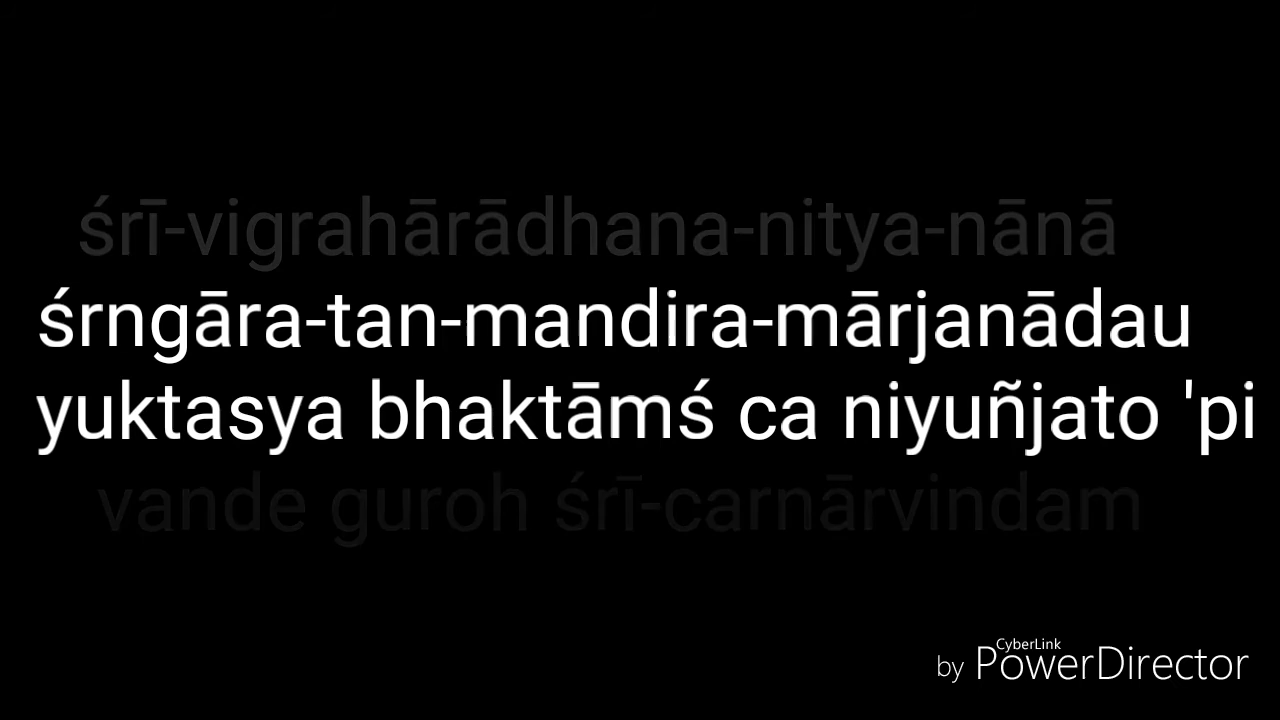 śrī-vigrahārādhana-nitya-nānā
śrngāra-tan-mandira-mārjanādau
yuktasya bhaktāmś ca niyuñjato 'pi
vande guroh śrī-carnārvindam
by CyberLink PowerDirector